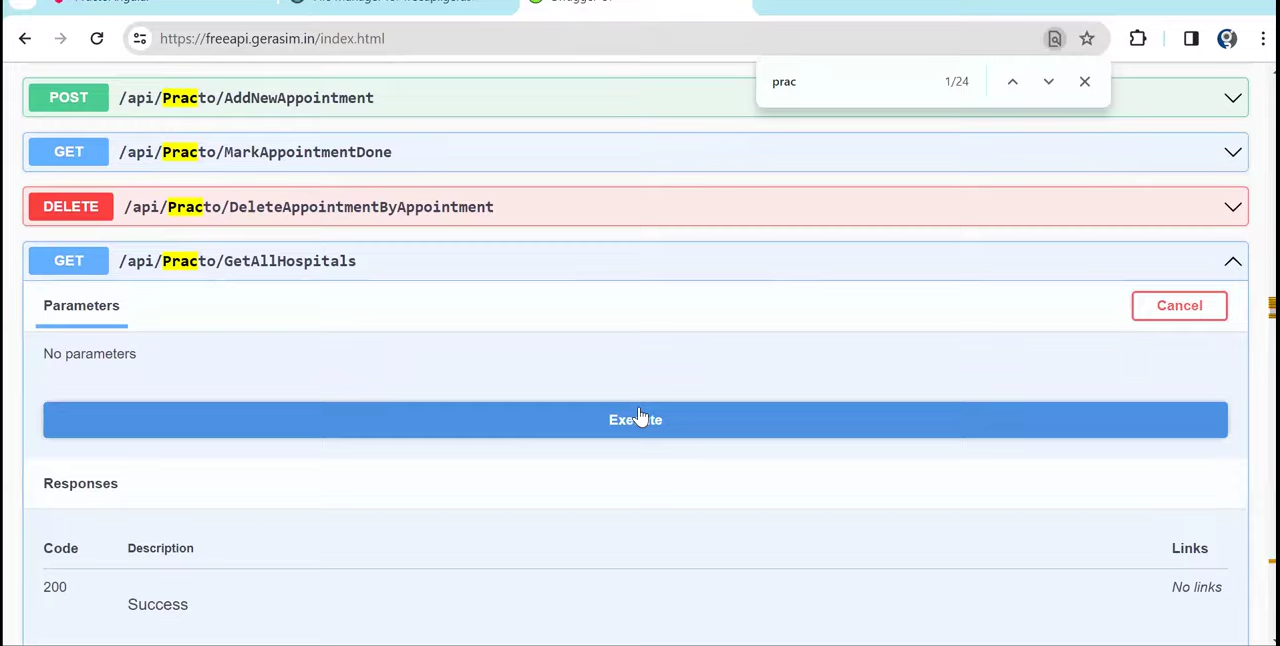 https://freeapi.gerasim.in/index.html
prac
1/24
POST /api/Practo/AddNewAppointment
GET /api/Practo/MarkAppointmentDone
DELETE /api/Practo/DeleteAppointmentByAppointment
GET /api/Practo/GetAllHospitals
Parameters
Cancel
No parameters
Execute
Responses
Code Description Links
200 Success No links